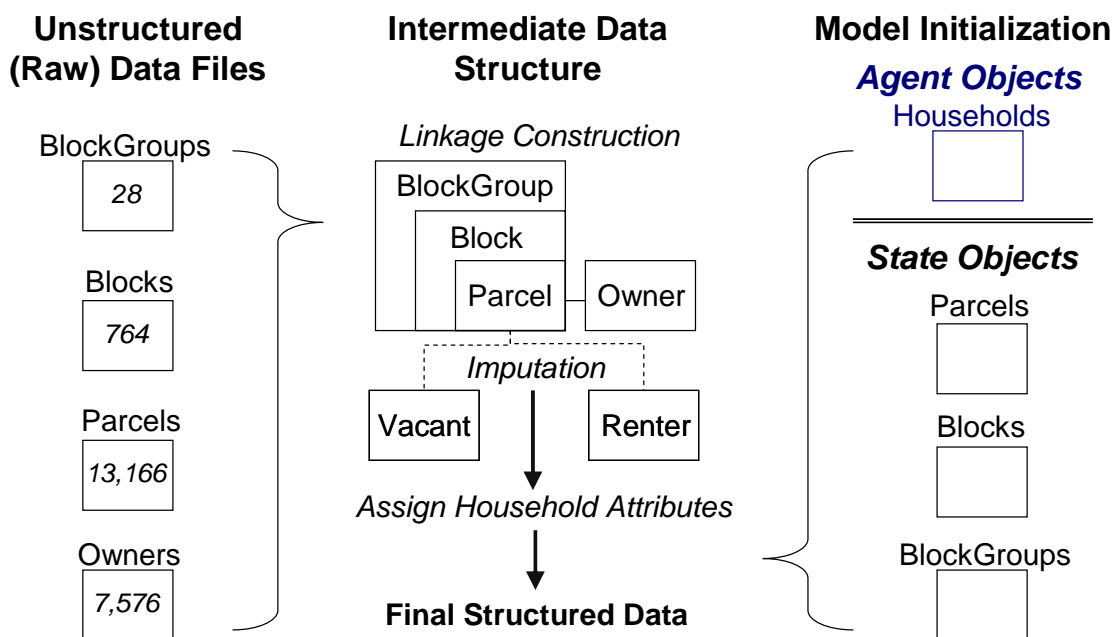 Unstructured
(Raw) Data Files
BlockGroups
28
Blocks
764
Parcels
13,166
Owners
7,576
Intermediate Data
Structure
Linkage Construction
BlockGroup
Block
Parcel
Owner
Imputation
Vacant
Renter
Assign Household Attributes
Final Structured Data
Model Initialization
Agent Objects
Households
State Objects
Parcels
Blocks
BlockGroups